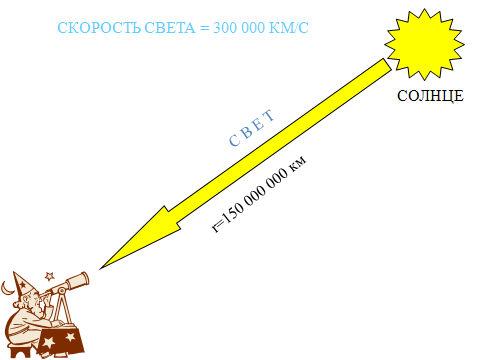 СКОРОСТЬ СВЕТА = 300 000 КМ/С
СОЛНЦЕ
С В Е Т
r=150 000 000 км